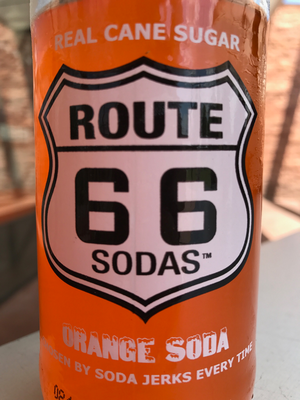 REAL CANE SUGAR
ROUTE
66
SODAS™
ORANGE SODA
BY SODA JERKS EVERY TIME